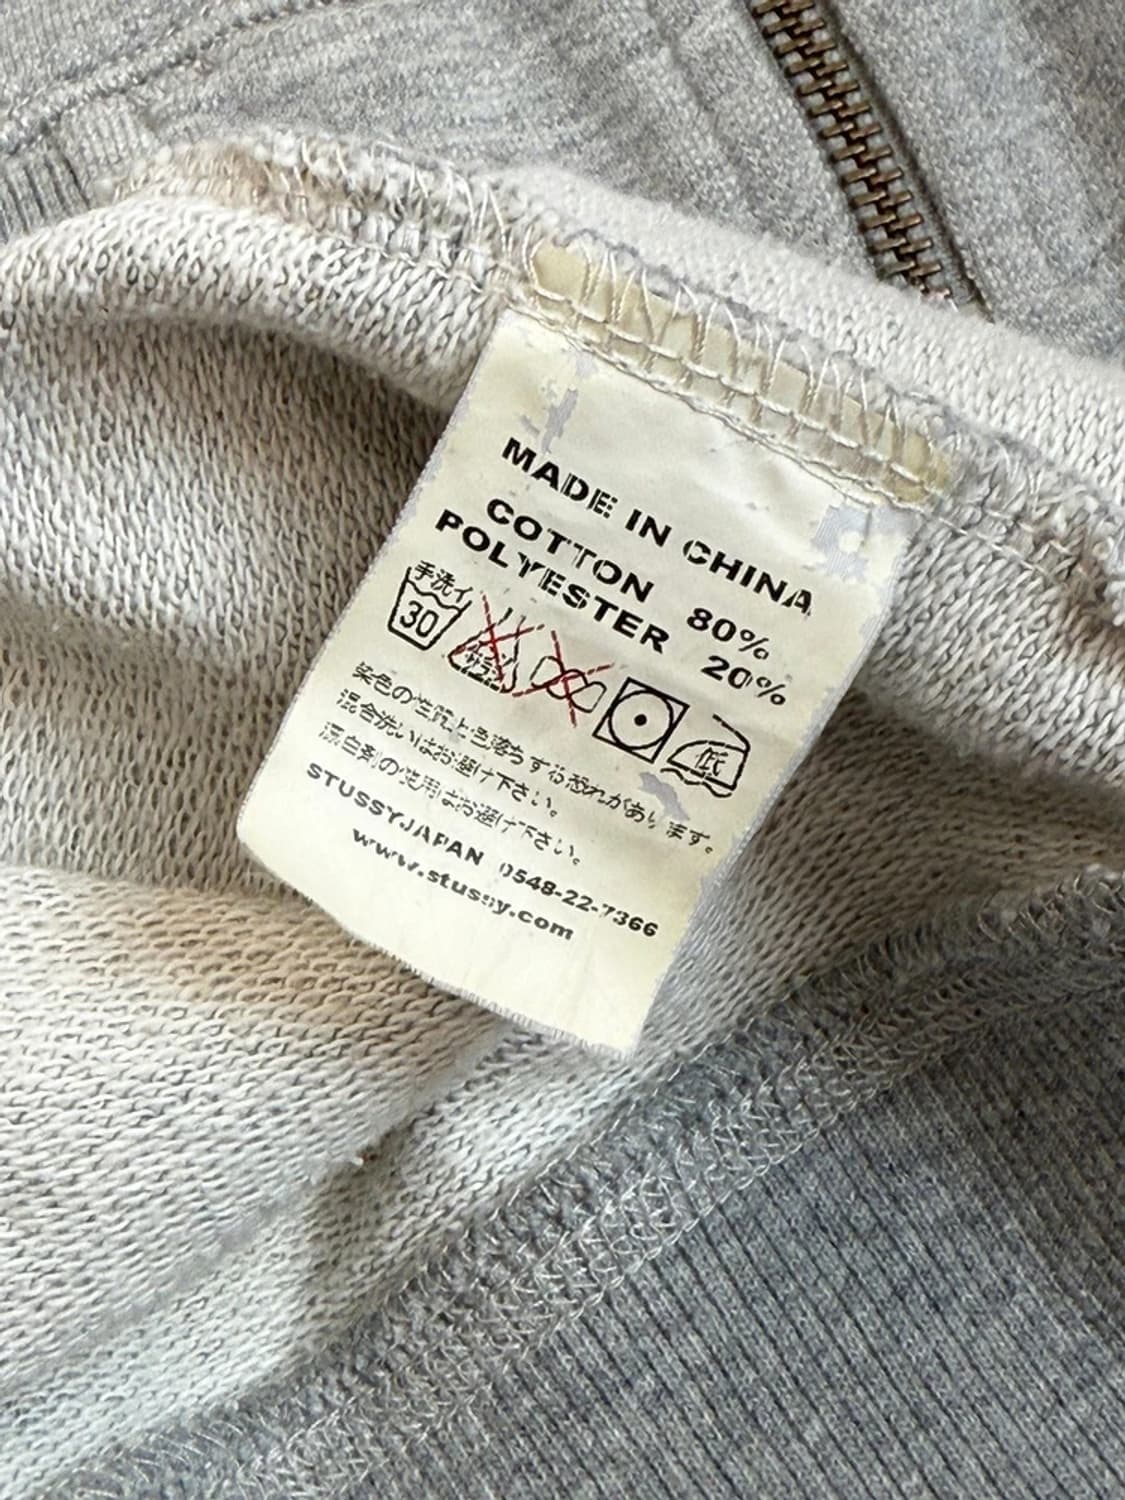 MADE IN CHINA
COTTON 80%
POLYESTER 20%
手洗イ
30
サラシ
低
染色の性質上色落ちする恐れがあります。
混合洗いはお避け下さい。
漂白剤の使用はお避け下さい。
STUSSYJAPAN 0548-22-7366
www.stussy.com